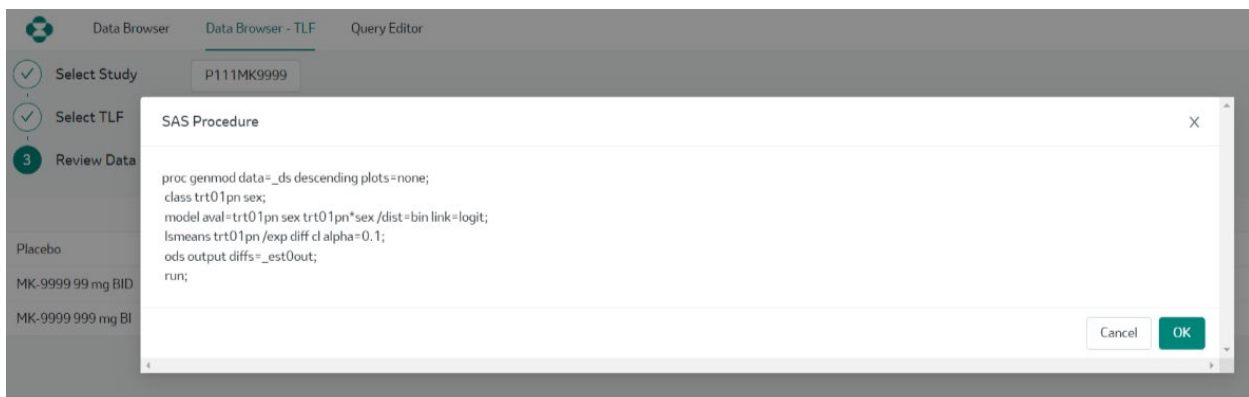 Data Browser Data Browser - TLF Query Editor
Select Study P111MK9999
Select TLF
3 Review Data
SAS Procedure X
proc genmod data=_ds descending plots=none;
class trt01pn sex;
model aval=trt01pn sex trt01pn*sex /dist=bin link=logit;
lsmeans trt01pn /exp diff cl alpha=0.1;
ods output diffs=_est0out;
run;
Placebo
MK-9999 99 mg BID
MK-9999 999 mg BI
Cancel OK